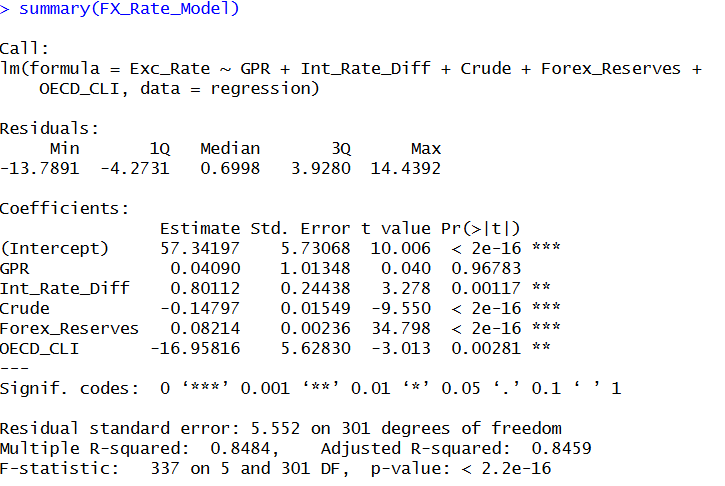 > summary(FX_Rate_Model)
Call:
lm(formula = Exc_Rate ~ GPR + Int_Rate_Diff + Crude + Forex_Reserves +
    OECD_CLI, data = regression)
Residuals:
     Min       1Q   Median       3Q      Max
-13.7891  -4.2731   0.6998   3.9280  14.4392
Coefficients:
                Estimate Std. Error t value Pr(>|t|)
(Intercept)     57.34197    5.73068  10.006  < 2e-16 ***
GPR              0.04090    1.01348   0.040  0.96783
Int_Rate_Diff    0.80112    0.24438   3.278  0.00117 **
Crude           -0.14797    0.01549  -9.550  < 2e-16 ***
Forex_Reserves   0.08214    0.00236  34.798  < 2e-16 ***
OECD_CLI       -16.95816    5.62830  -3.013  0.00281 **
---
Signif. codes:  0 ‘***’ 0.001 ‘**’ 0.01 ‘*’ 0.05 ‘.’ 0.1 ‘ ’ 1
Residual standard error: 5.552 on 301 degrees of freedom
Multiple R-squared:  0.8484,    Adjusted R-squared:  0.8459
F-statistic:   337 on 5 and 301 DF,  p-value: < 2.2e-16